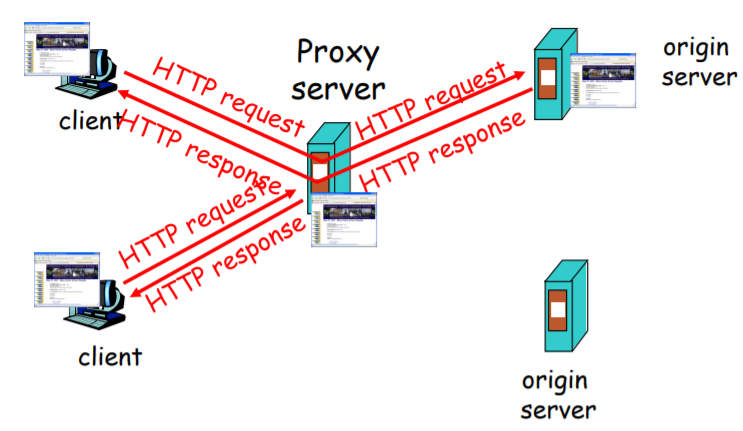 Proxy
server
origin
server
client
HTTP request
HTTP response
HTTP request
HTTP response
HTTP request
HTTP response
client
origin
server